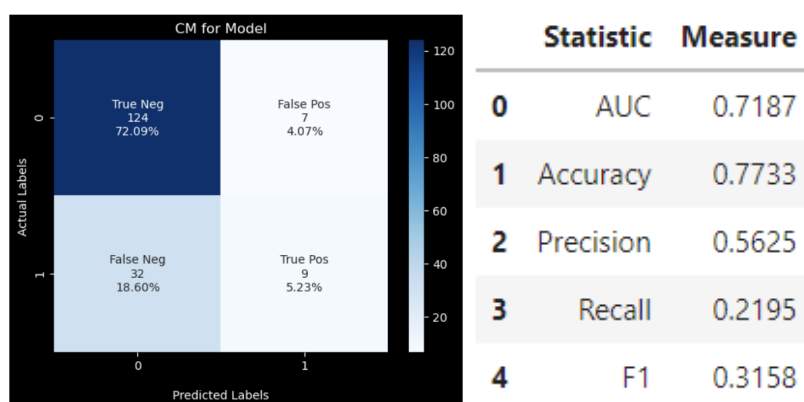 CM for Model
True Neg
124
72.09%
False Pos
7
4.07%
False Neg
32
18.60%
True Pos
9
5.23%
Actual Labels
0
1
0
1
Predicted Labels
120
100
80
60
40
20
Statistic Measure
0 AUC 0.7187
1 Accuracy 0.7733
2 Precision 0.5625
3 Recall 0.2195
4 F1 0.3158